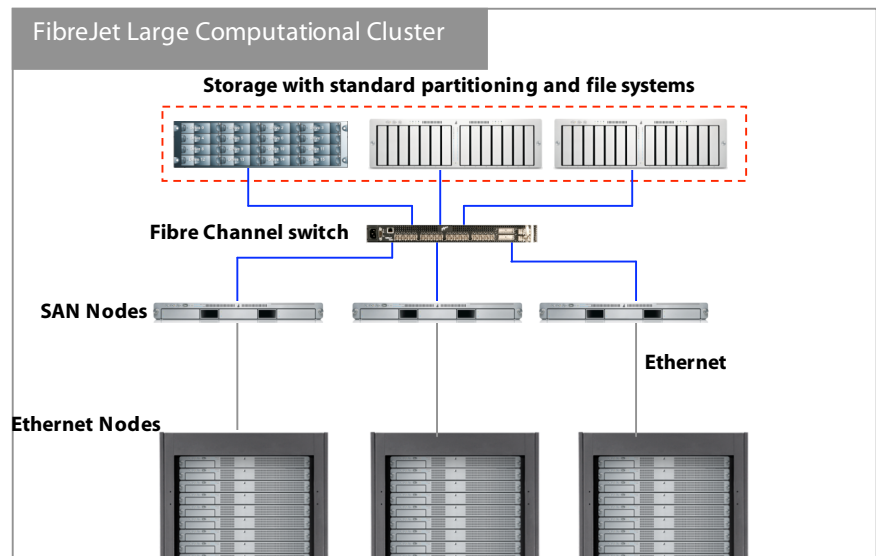 FibreJet Large Computational Cluster
Storage with standard partitioning and file systems
Fibre Channel switch
SAN Nodes
Ethernet
Ethernet Nodes